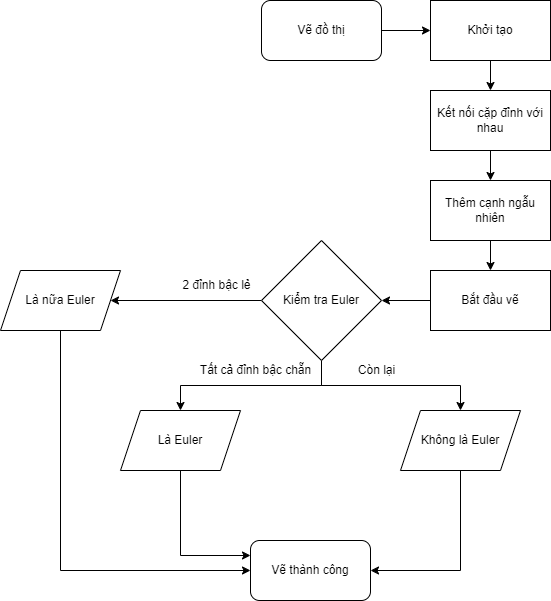 Vẽ đồ thị
Khởi tạo
Kết nối cặp đỉnh với
nhau
Thêm cạnh ngẫu
nhiên
Bắt đầu vẽ
Kiểm tra Euler
2 đỉnh bậc lẻ
Là nữa Euler
Tất cả đỉnh bậc chẵn
Còn lại
Là Euler
Không là Euler
Vẽ thành công